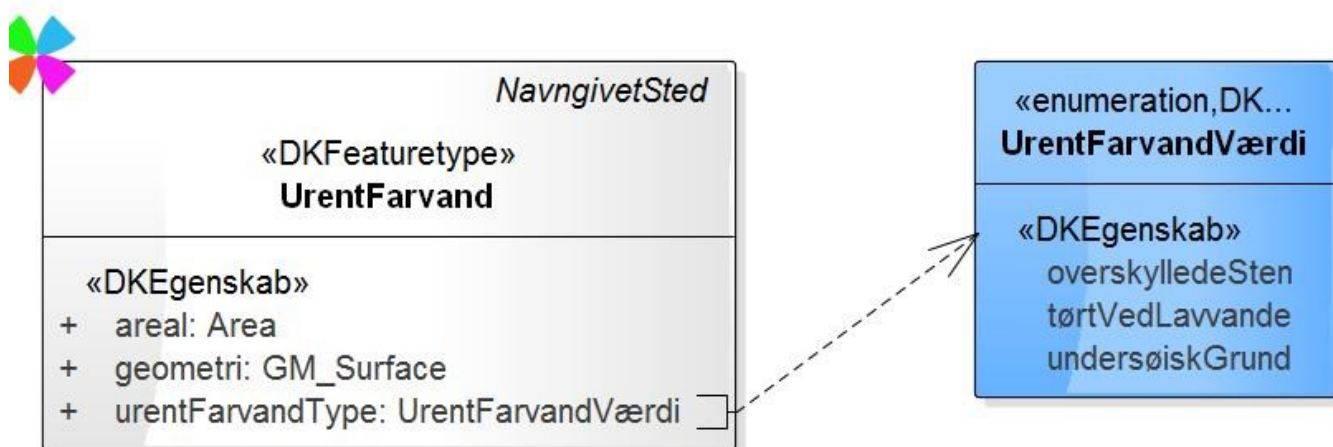 NavngivetSted
«DKFeaturetype»
UrentFarvand
«DKEgenskab»
+ areal: Area
+ geometri: GM_Surface
+ urentFarvandType: UrentFarvandVærdi
«enumeration,DK...
UrentFarvandVærdi
«DKEgenskab»
overskylledeSten
tørtVedLavvande
undersøiskGrund